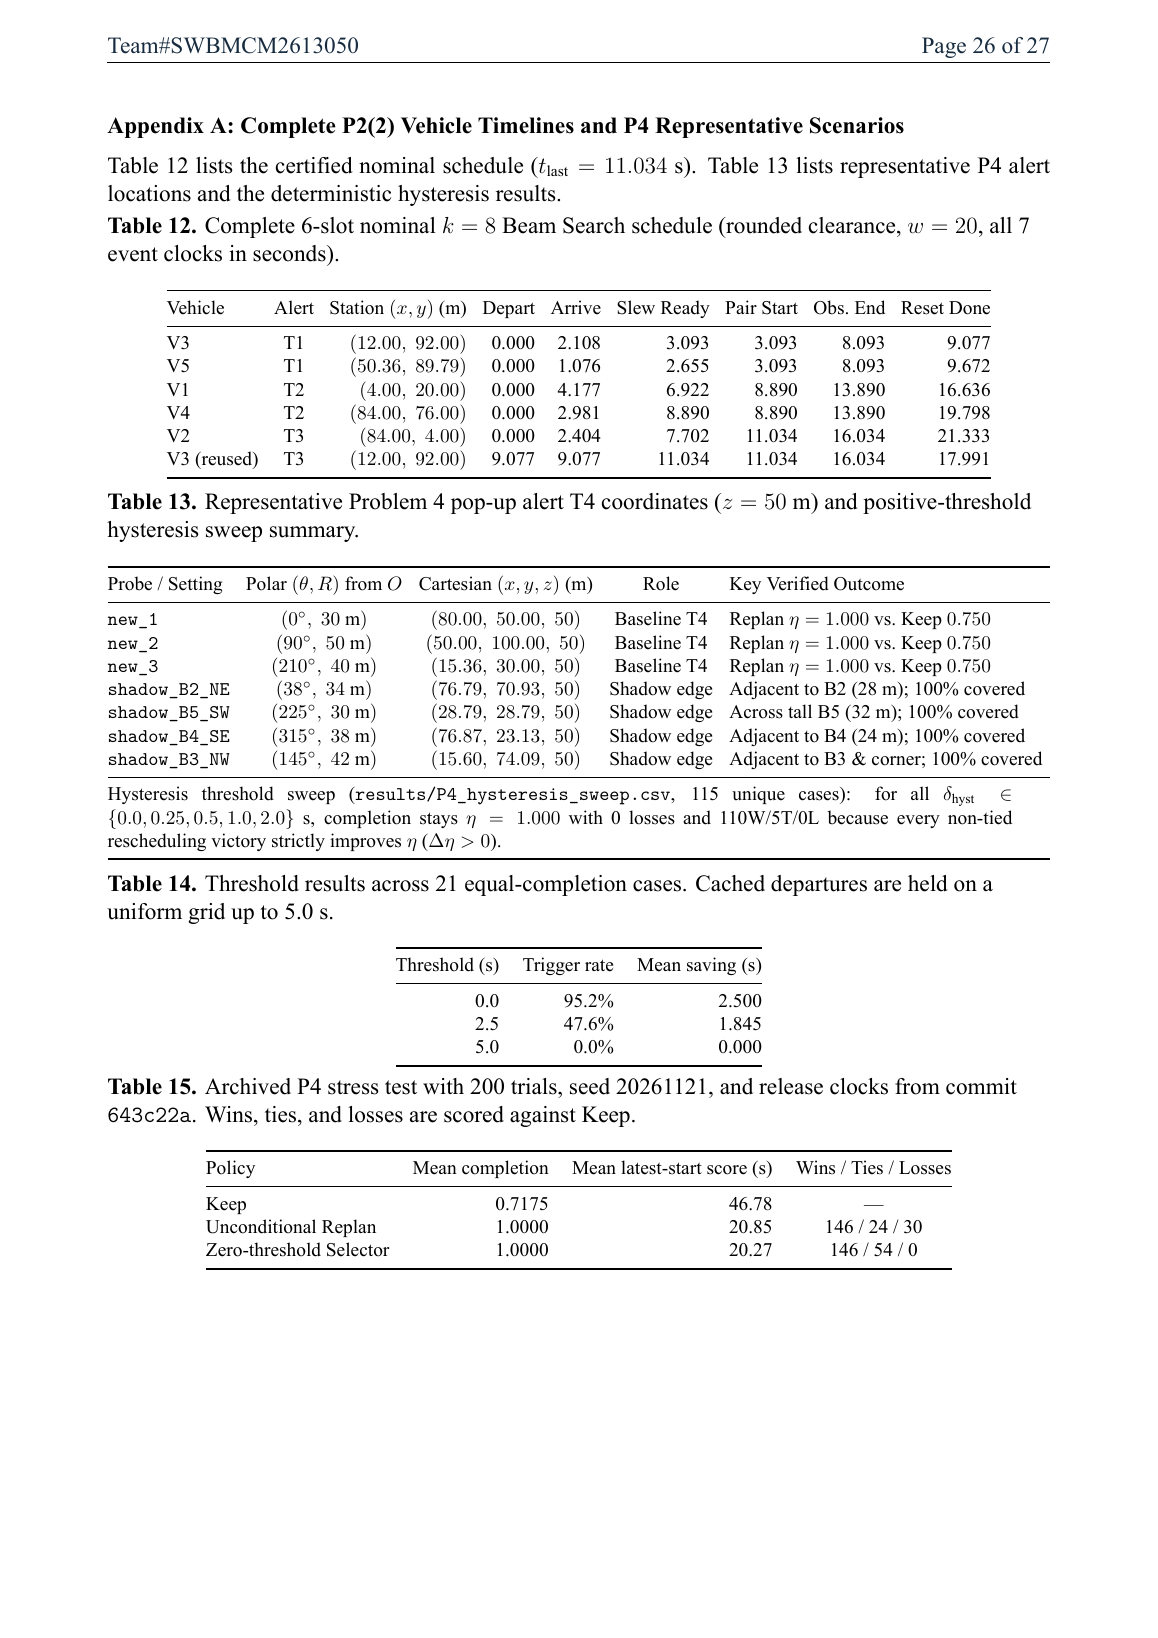 Team#SWBMCM2613050 Page 26 of 27
Appendix A: Complete P2(2) Vehicle Timelines and P4 Representative Scenarios
Table 12 lists the certified nominal schedule (t_last = 11.034 s). Table 13 lists representative P4 alert
locations and the deterministic hysteresis results.
Table 12. Complete 6-slot nominal k = 8 Beam Search schedule (rounded clearance, w = 20, all 7
event clocks in seconds).
Vehicle Alert Station (x, y) (m) Depart Arrive Slew Ready Pair Start Obs. End Reset Done
V3 T1 (12.00, 92.00) 0.000 2.108 3.093 3.093 8.093 9.077
V5 T1 (50.36, 89.79) 0.000 1.076 2.655 3.093 8.093 9.672
V1 T2 (4.00, 20.00) 0.000 4.177 6.922 8.890 13.890 16.636
V4 T2 (84.00, 76.00) 0.000 2.981 8.890 8.890 13.890 19.798
V2 T3 (84.00, 4.00) 0.000 2.404 7.702 11.034 16.034 21.333
V3 (reused) T3 (12.00, 92.00) 9.077 9.077 11.034 11.034 16.034 17.991
Table 13. Representative Problem 4 pop-up alert T4 coordinates (z = 50 m) and positive-threshold
hysteresis sweep summary.
Probe / Setting Polar (θ, R) from O Cartesian (x, y, z) (m) Role Key Verified Outcome
new_1 (0°, 30 m) (80.00, 50.00, 50) Baseline T4 Replan η = 1.000 vs. Keep 0.750
new_2 (90°, 50 m) (50.00, 100.00, 50) Baseline T4 Replan η = 1.000 vs. Keep 0.750
new_3 (210°, 40 m) (15.36, 30.00, 50) Baseline T4 Replan η = 1.000 vs. Keep 0.750
shadow_B2_NE (38°, 34 m) (76.79, 70.93, 50) Shadow edge Adjacent to B2 (28 m); 100% covered
shadow_B5_SW (225°, 30 m) (28.79, 28.79, 50) Shadow edge Across tall B5 (32 m); 100% covered
shadow_B4_SE (315°, 38 m) (76.87, 23.13, 50) Shadow edge Adjacent to B4 (24 m); 100% covered
shadow_B3_NW (145°, 42 m) (15.60, 74.09, 50) Shadow edge Adjacent to B3 & corner; 100% covered
Hysteresis threshold sweep (results/P4_hysteresis_sweep.csv, 115 unique cases): for all δ_hyst ∈
{0.0, 0.25, 0.5, 1.0, 2.0} s, completion stays η = 1.000 with 0 losses and 110W/5T/0L because every non-tied
rescheduling victory strictly improves η (Δη > 0).
Table 14. Threshold results across 21 equal-completion cases. Cached departures are held on a
uniform grid up to 5.0 s.
Threshold (s) Trigger rate Mean saving (s)
0.0 95.2% 2.500
2.5 47.6% 1.845
5.0 0.0% 0.000
Table 15. Archived P4 stress test with 200 trials, seed 20261121, and release clocks from commit
643c22a. Wins, ties, and losses are scored against Keep.
Policy Mean completion Mean latest-start score (s) Wins / Ties / Losses
Keep 0.7175 46.78 —
Unconditional Replan 1.0000 20.85 146 / 24 / 30
Zero-threshold Selector 1.0000 20.27 146 / 54 / 0